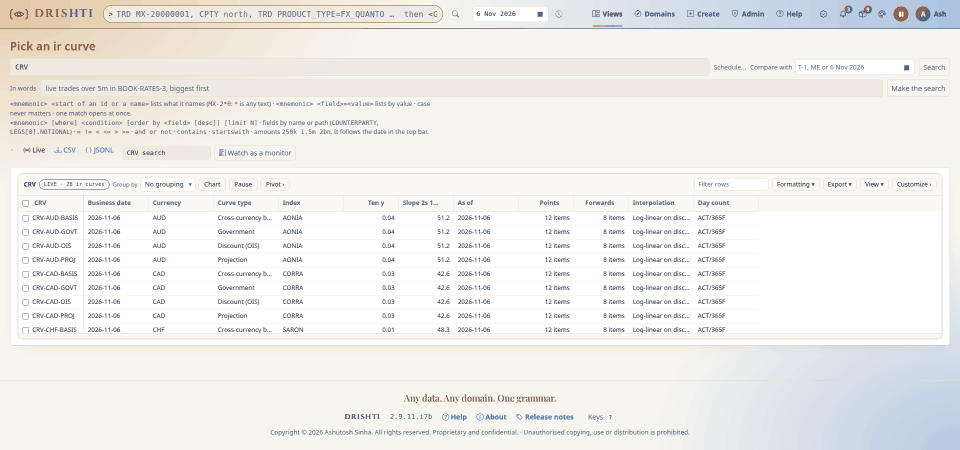 {👁} DRISHTI
> TRD MX-20000001, CPTY north, TRD PRODUCT_TYPE=FX_QUANTO … then <G
6 Nov 2026
Views Domains Create Admin Help
A Ash
Pick an ir curve
CRV
Schedule... Compare with T-1, ME or 6 Nov 2026 Search
In words live trades over 5m in BOOK-RATES-3, biggest first Make the search
<mnemonic> <start of an id or a name> lists what it names (MX-2*0: * is any text) · <mnemonic> <field>=<value> lists by value · case
never matters · one match opens at once.
<mnemonic> [where] <condition> [order by <field> [desc]] [limit N] · fields by name or path (COUNTERPARTY,
LEGS[0].NOTIONAL) · = != < <= > >= · and or not · contains · startswith · amounts 250k 1.5m 2bn. It follows the date in the top bar.
Live CSV JSONL CRV search Watch as a monitor
CRV LIVE · 28 ir curves Group by No grouping Chart Pause Pivot › Filter rows Formatting ▾ Export ▾ View ▾ Customize ›
CRV Business date Currency Curve type Index Ten y Slope 2s 1... As of Points Forwards Interpolation Day count
CRV-AUD-BASIS 2026-11-06 AUD Cross-currency b... AONIA 0.04 51.2 2026-11-06 12 items 8 items Log-linear on disc... ACT/365F
CRV-AUD-GOVT 2026-11-06 AUD Government AONIA 0.04 51.2 2026-11-06 12 items 8 items Log-linear on disc... ACT/365F
CRV-AUD-OIS 2026-11-06 AUD Discount (OIS) AONIA 0.04 51.2 2026-11-06 12 items 8 items Log-linear on disc... ACT/365F
CRV-AUD-PROJ 2026-11-06 AUD Projection AONIA 0.04 51.2 2026-11-06 12 items 8 items Log-linear on disc... ACT/365F
CRV-CAD-BASIS 2026-11-06 CAD Cross-currency b... CORRA 0.03 42.6 2026-11-06 12 items 8 items Log-linear on disc... ACT/365F
CRV-CAD-GOVT 2026-11-06 CAD Government CORRA 0.03 42.6 2026-11-06 12 items 8 items Log-linear on disc... ACT/365F
CRV-CAD-OIS 2026-11-06 CAD Discount (OIS) CORRA 0.03 42.6 2026-11-06 12 items 8 items Log-linear on disc... ACT/365F
CRV-CAD-PROJ 2026-11-06 CAD Projection CORRA 0.03 42.6 2026-11-06 12 items 8 items Log-linear on disc... ACT/365F
CRV-CHF-BASIS 2026-11-06 CHF Cross-currency b... SARON 0.01 48.3 2026-11-06 12 items 8 items Log-linear on disc... ACT/365F
Any data. Any domain. One grammar.
DRISHTI 2.9.11.i7b Help About Release notes Keys ?
Copyright © 2026 Ashutosh Sinha. All rights reserved. Proprietary and confidential. · Unauthorised copying, use or distribution is prohibited.